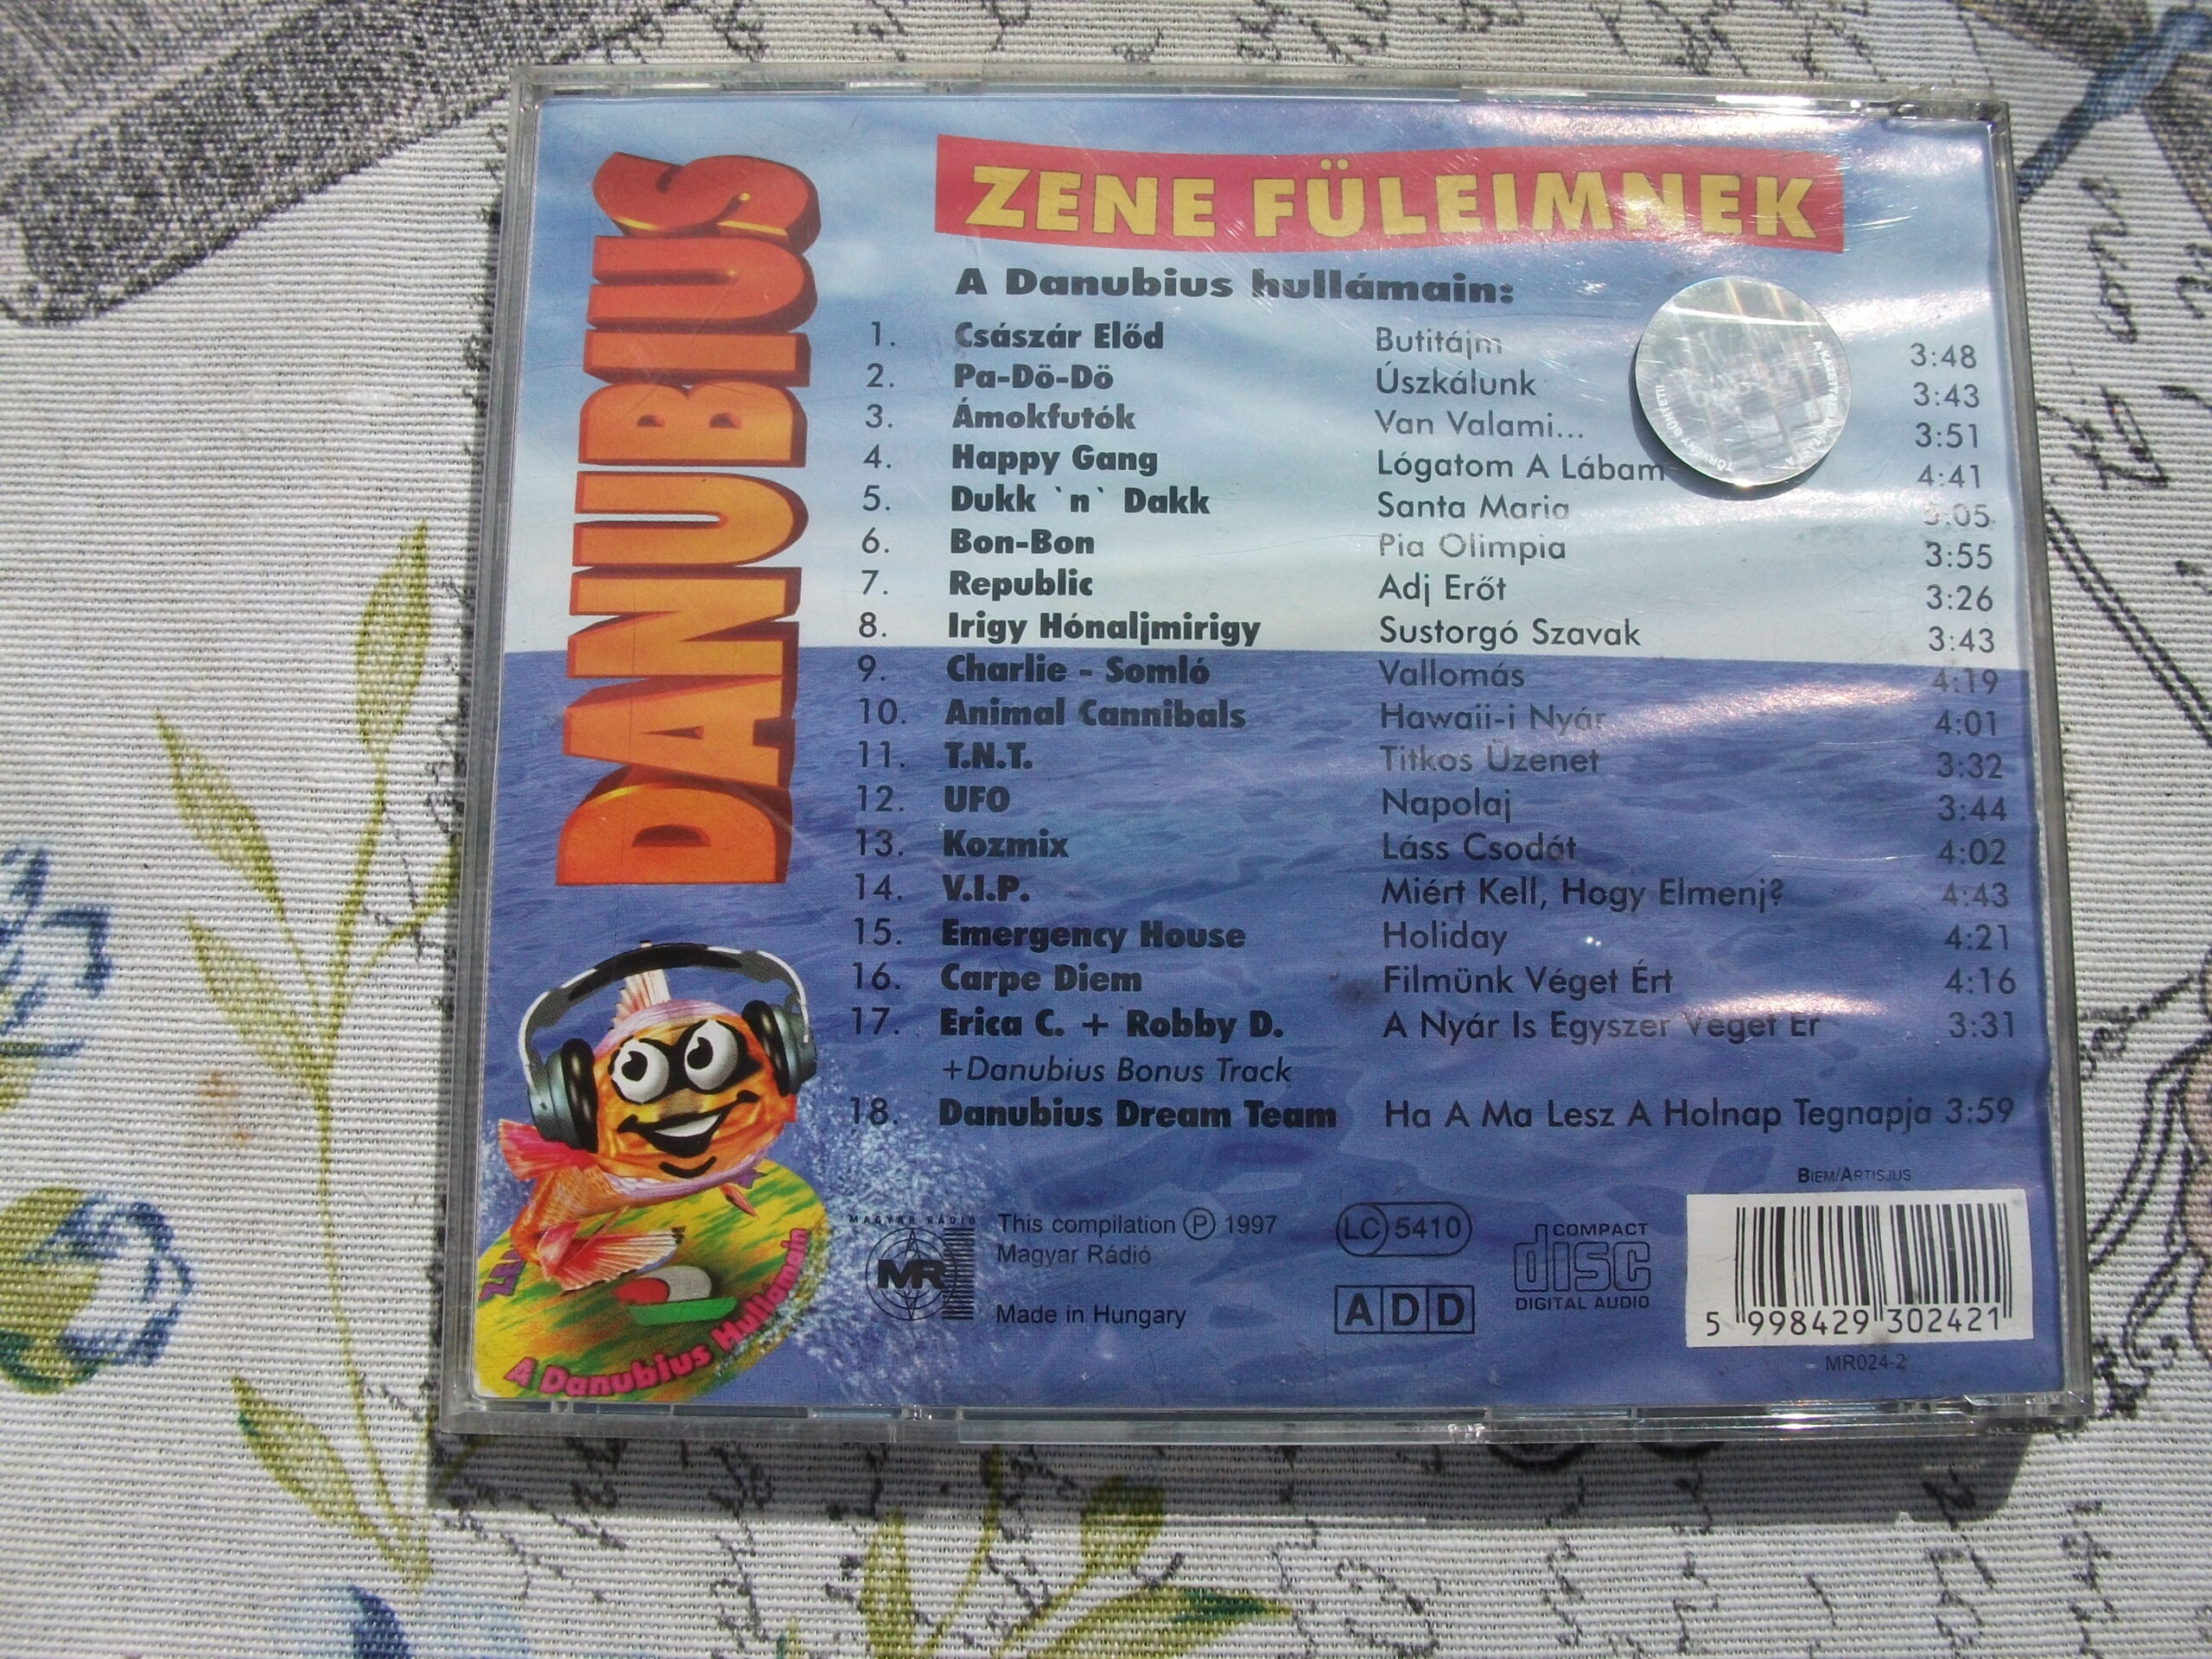 DANUBIUS
ZENE FÜLEIMNEK
A Danubius hullámain:
1. Császár Előd Butitájm 3:48
2. Pa-Dö-Dö Úszkálunk 3:43
3. Ámokfutók Van Valami... 3:51
4. Happy Gang Lógatom A Lábam 4:41
5. Dukk `n` Dakk Santa Maria :05
6. Bon-Bon Pia Olimpia 3:55
7. Republic Adj Erőt 3:26
8. Irigy Hónaljmirigy Sustorgó Szavak 3:43
9. Charlie - Somló Vallomás 4:19
10. Animal Cannibals Hawaii-i Nyár 4:01
11. T.N.T. Titkos Üzenet 3:32
12. UFO Napolaj 3:44
13. Kozmix Láss Csodát 4:02
14. V.I.P. Miért Kell, Hogy Elmenj? 4:43
15. Emergency House Holiday 4:21
16. Carpe Diem Filmünk Véget Ért 4:16
17. Erica C. + Robby D. A Nyár Is Egyszer Véget Ér 3:31
+Danubius Bonus Track
18. Danubius Dream Team Ha A Ma Lesz A Holnap Tegnapja 3:59
BIEM/ARTISJUS
MAGYAR RÁDIÓ
MR
This compilation Ⓟ 1997
Magyar Rádió
Made in Hungary
LC 5410
ADD
COMPACT
disc
DIGITAL AUDIO
5 998429 302421
MR024-2
A Danubius Hullámain